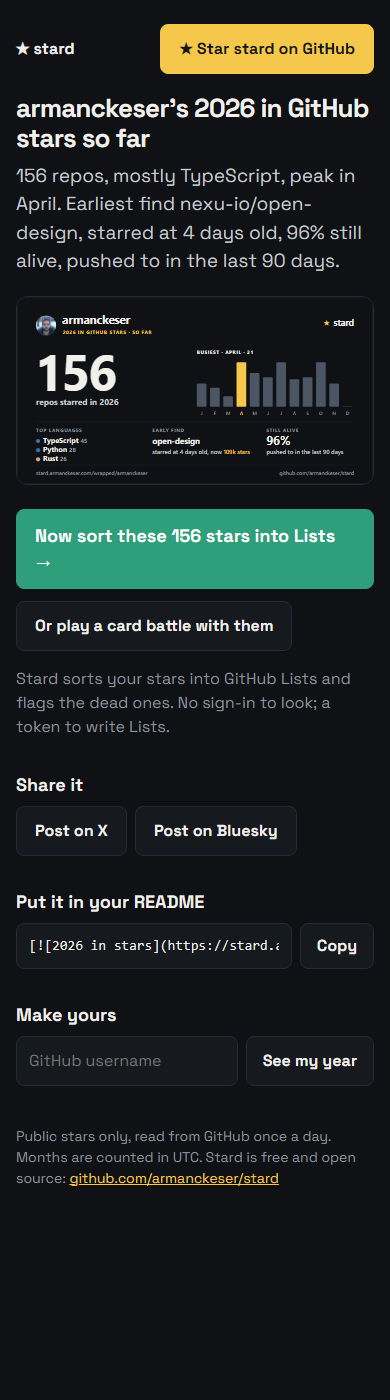 ★ stard
★ Star stard on GitHub
armanckeser's 2026 in GitHub
stars so far
156 repos, mostly TypeScript, peak in
April. Earliest find nexu-io/open-
design, starred at 4 days old, 96% still
alive, pushed to in the last 90 days.
armanckeser
2026 IN GITHUB STARS · SO FAR
★ stard
156
repos starred in 2026
BUSIEST · APRIL · 21
J F M A M J J A S O N D
TOP LANGUAGES
TypeScript 45
Python 28
Rust 26
EARLY FIND
open-design
starred at 4 days old, now 109k stars
STILL ALIVE
96%
pushed to in the last 90 days
stard.armanckeser.com/wrapped/armanckeser
github.com/armanckeser/stard
Now sort these 156 stars into Lists
→
Or play a card battle with them
Stard sorts your stars into GitHub Lists and
flags the dead ones. No sign-in to look; a
token to write Lists.
Share it
Post on X
Post on Bluesky
Put it in your README
[![2026 in stars](https://stard.a
Copy
Make yours
GitHub username
See my year
Public stars only, read from GitHub once a day.
Months are counted in UTC. Stard is free and open
source: github.com/armanckeser/stard